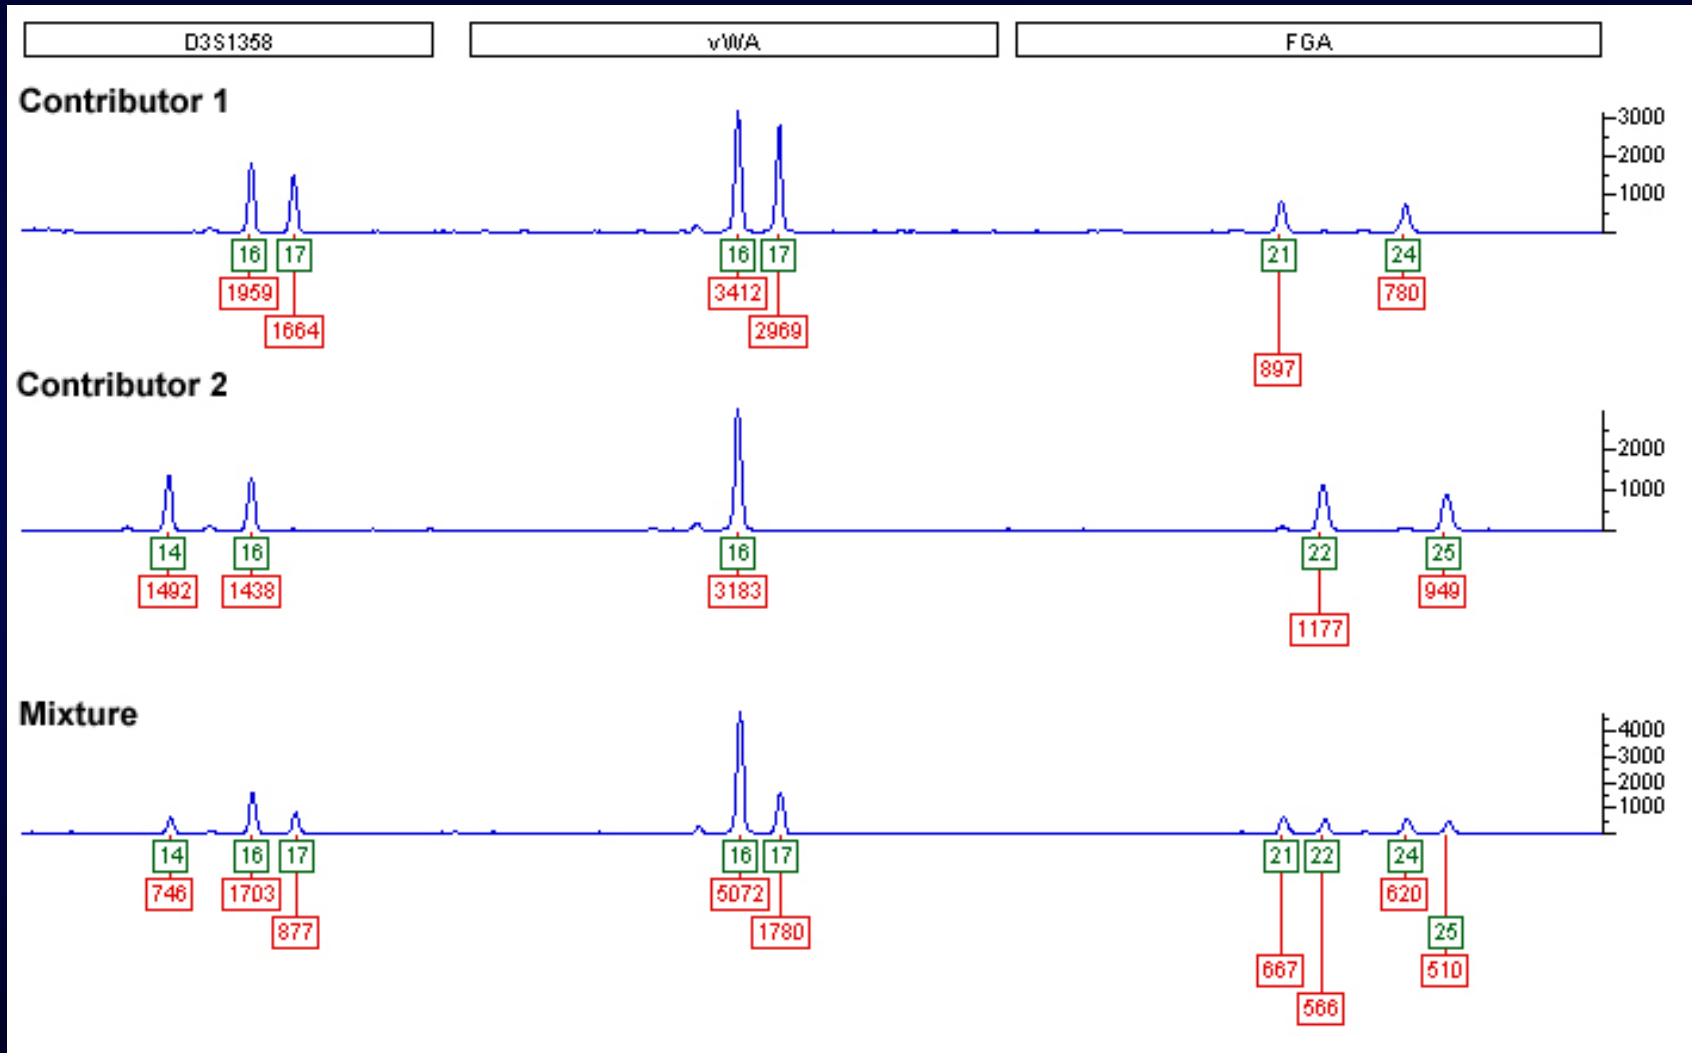 D3S1358 vWA FGA
Contributor 1
3000
2000
1000
16 17 16 17 21 24
1959 3412 780
1664 2969
897
Contributor 2
2000
1000
14 16 16 22 25
1492 1438 3183 949
1177
Mixture
4000
3000
2000
1000
14 16 17 16 17 21 22 24
746 1703 5072 620
877 1780 25
667 510
566